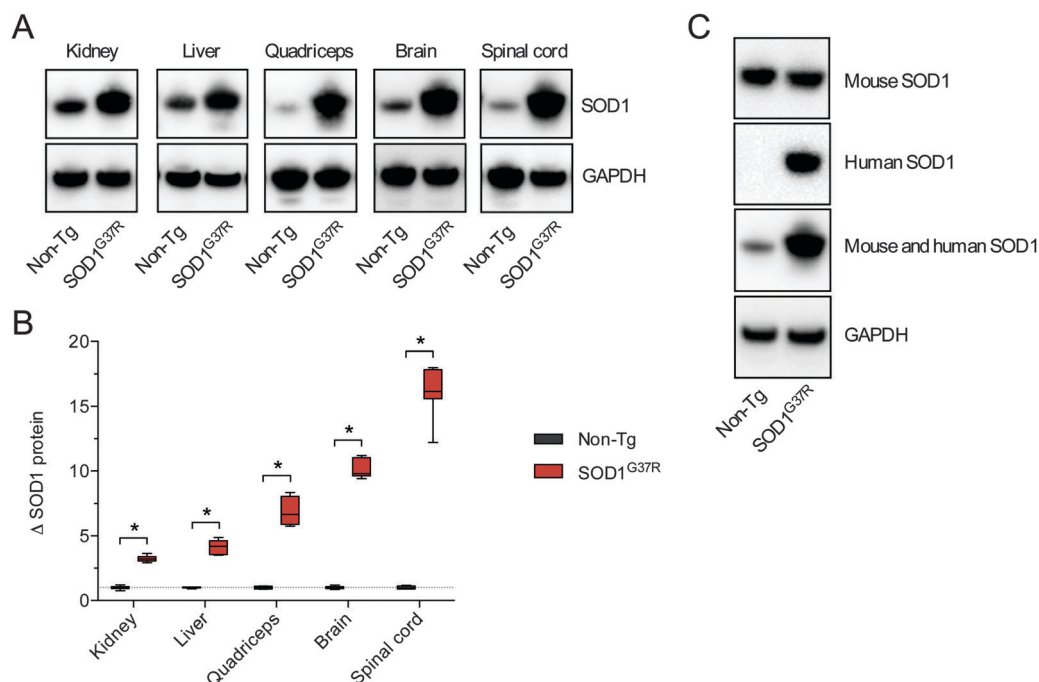 A
Kidney Liver Quadriceps Brain Spinal cord
SOD1
GAPDH
Non-Tg SOD1G37R Non-Tg SOD1G37R Non-Tg SOD1G37R Non-Tg SOD1G37R Non-Tg SOD1G37R
B
Δ SOD1 protein
20
15
10
5
0
* * * * *
Kidney Liver Quadriceps Brain Spinal cord
Non-Tg
SOD1G37R
C
Mouse SOD1
Human SOD1
Mouse and human SOD1
GAPDH
Non-Tg SOD1G37R